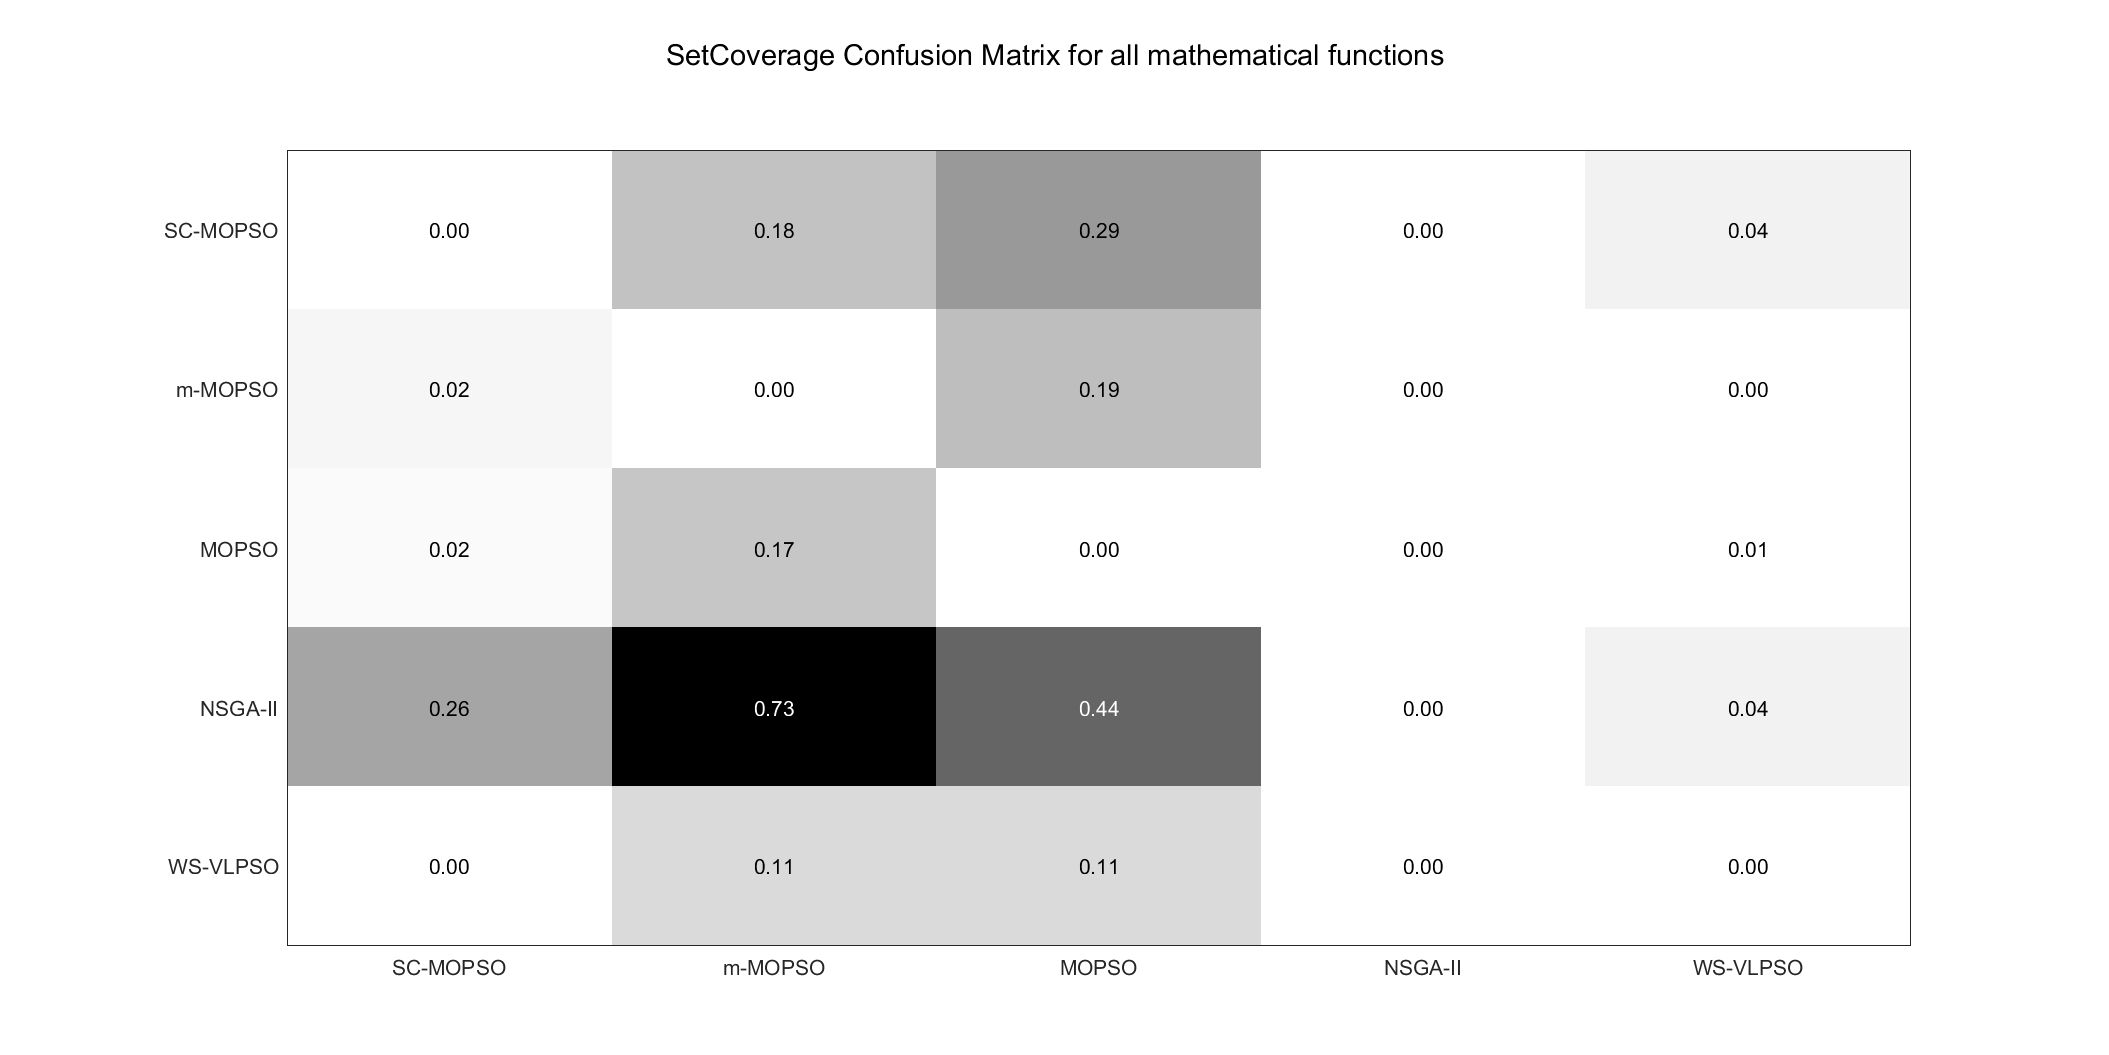 SetCoverage Confusion Matrix for all mathematical functions
SC-MOPSO 0.00 0.18 0.29 0.00 0.04
m-MOPSO 0.02 0.00 0.19 0.00 0.00
MOPSO 0.02 0.17 0.00 0.00 0.01
NSGA-II 0.26 0.73 0.44 0.00 0.04
WS-VLPSO 0.00 0.11 0.11 0.00 0.00
SC-MOPSO m-MOPSO MOPSO NSGA-II WS-VLPSO